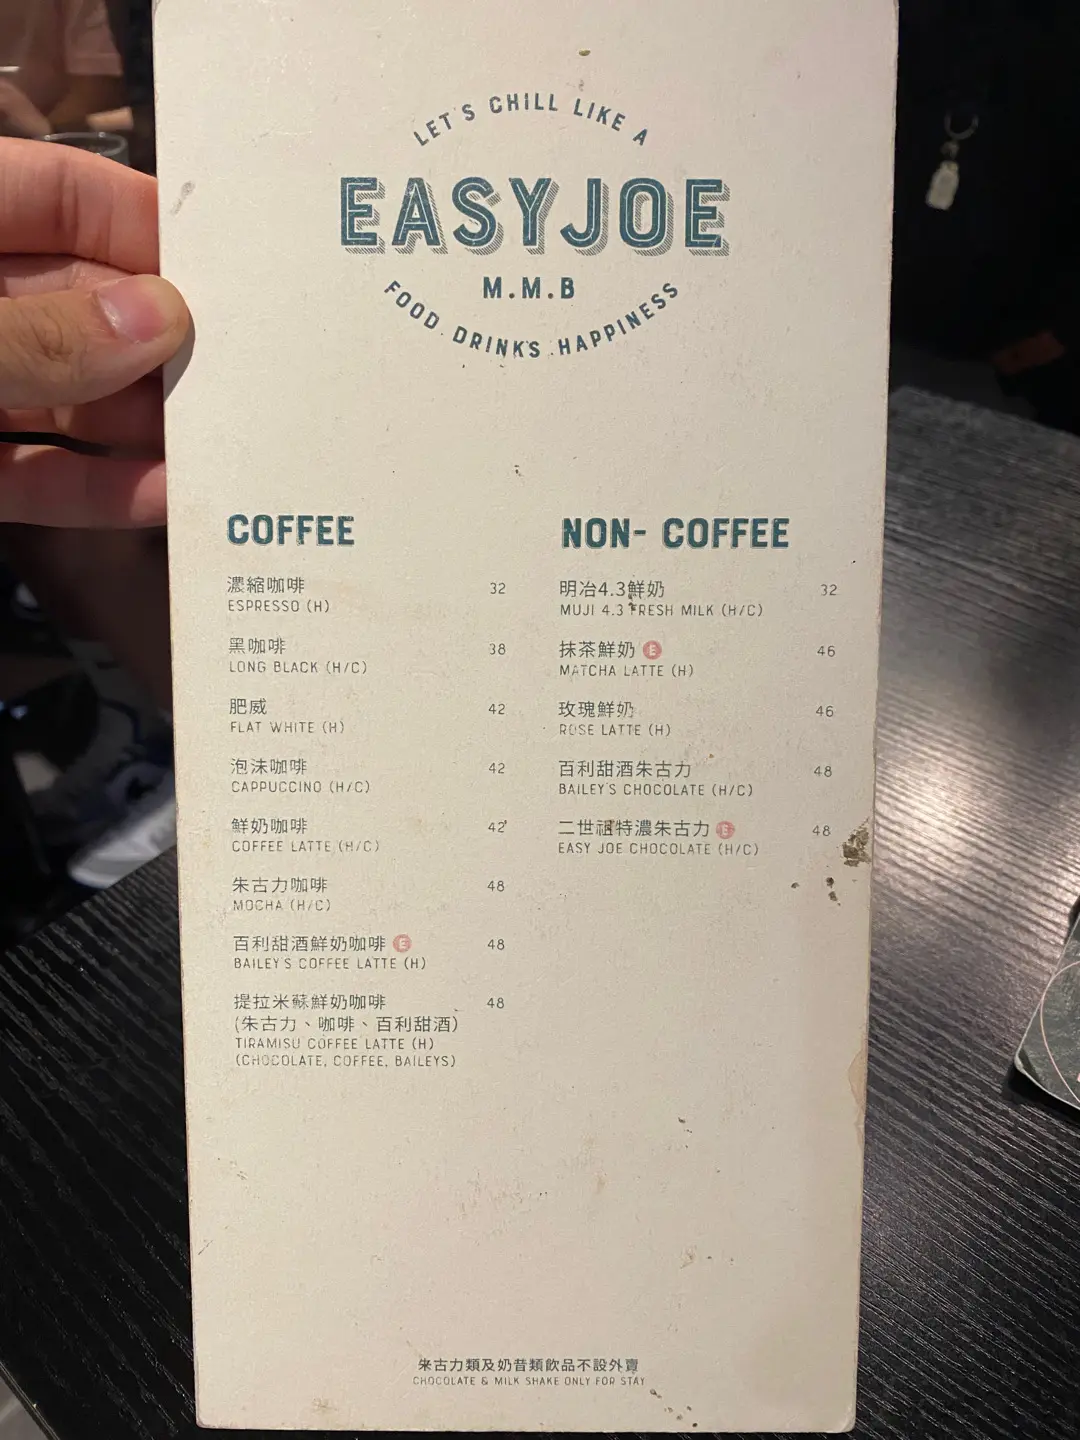 LET'S CHILL LIKE A
EASYJOE
M.M.B
FOOD.DRINKS.HAPPINESS
COFFEE
濃縮咖啡 32
ESPRESSO (H)
黑咖啡 38
LONG BLACK (H/C)
肥威 42
FLAT WHITE (H)
泡沫咖啡 42
CAPPUCCINO (H/C)
鮮奶咖啡 42
COFFEE LATTE (H/C)
朱古力咖啡 48
MOCHA (H/C)
百利甜酒鮮奶咖啡 E 48
BAILEY'S COFFEE LATTE (H)
提拉米蘇鮮奶咖啡 48
(朱古力、咖啡、百利甜酒)
TIRAMISU COFFEE LATTE (H)
(CHOCOLATE, COFFEE, BAILEYS)
NON- COFFEE
明冶4.3鮮奶 32
MUJI 4.3 FRESH MILK (H/C)
抹茶鮮奶 E 46
MATCHA LATTE (H)
玫瑰鮮奶 46
ROSE LATTE (H)
百利甜酒朱古力 48
BAILEY'S CHOCOLATE (H/C)
二世祖特濃朱古力 E 48
EASY JOE CHOCOLATE (H/C)
朱古力類及奶昔類飲品不設外賣
CHOCOLATE & MILK SHAKE ONLY FOR STAY